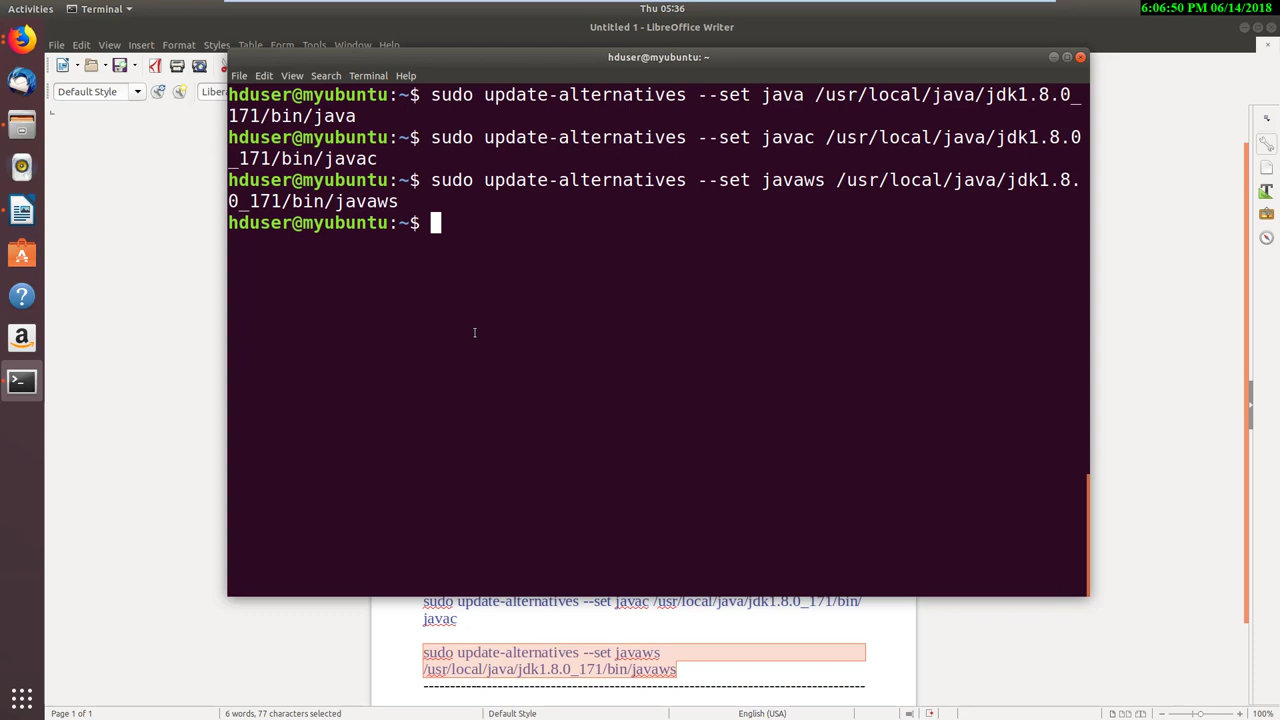 Activities
Terminal
Thu 05:36
6:06:50 PM 06/14/2018
Untitled 1 - LibreOffice Writer
File Edit View Insert Format Styles Table Form Tools Window Help
Default Style
Liber
hduser@myubuntu: ~
File Edit View Search Terminal Help
hduser@myubuntu:~$ sudo update-alternatives --set java /usr/local/java/jdk1.8.0_
171/bin/java
hduser@myubuntu:~$ sudo update-alternatives --set javac /usr/local/java/jdk1.8.0
_171/bin/javac
hduser@myubuntu:~$ sudo update-alternatives --set javaws /usr/local/java/jdk1.8.
0_171/bin/javaws
hduser@myubuntu:~$
sudo update-alternatives --set javac /usr/local/java/jdk1.8.0_171/bin/
javac
sudo update-alternatives --set javaws
/usr/local/java/jdk1.8.0_171/bin/javaws
-----------------------------------------------------------------------------------
Page 1 of 1
6 words, 77 characters selected
Default Style
English (USA)
100%